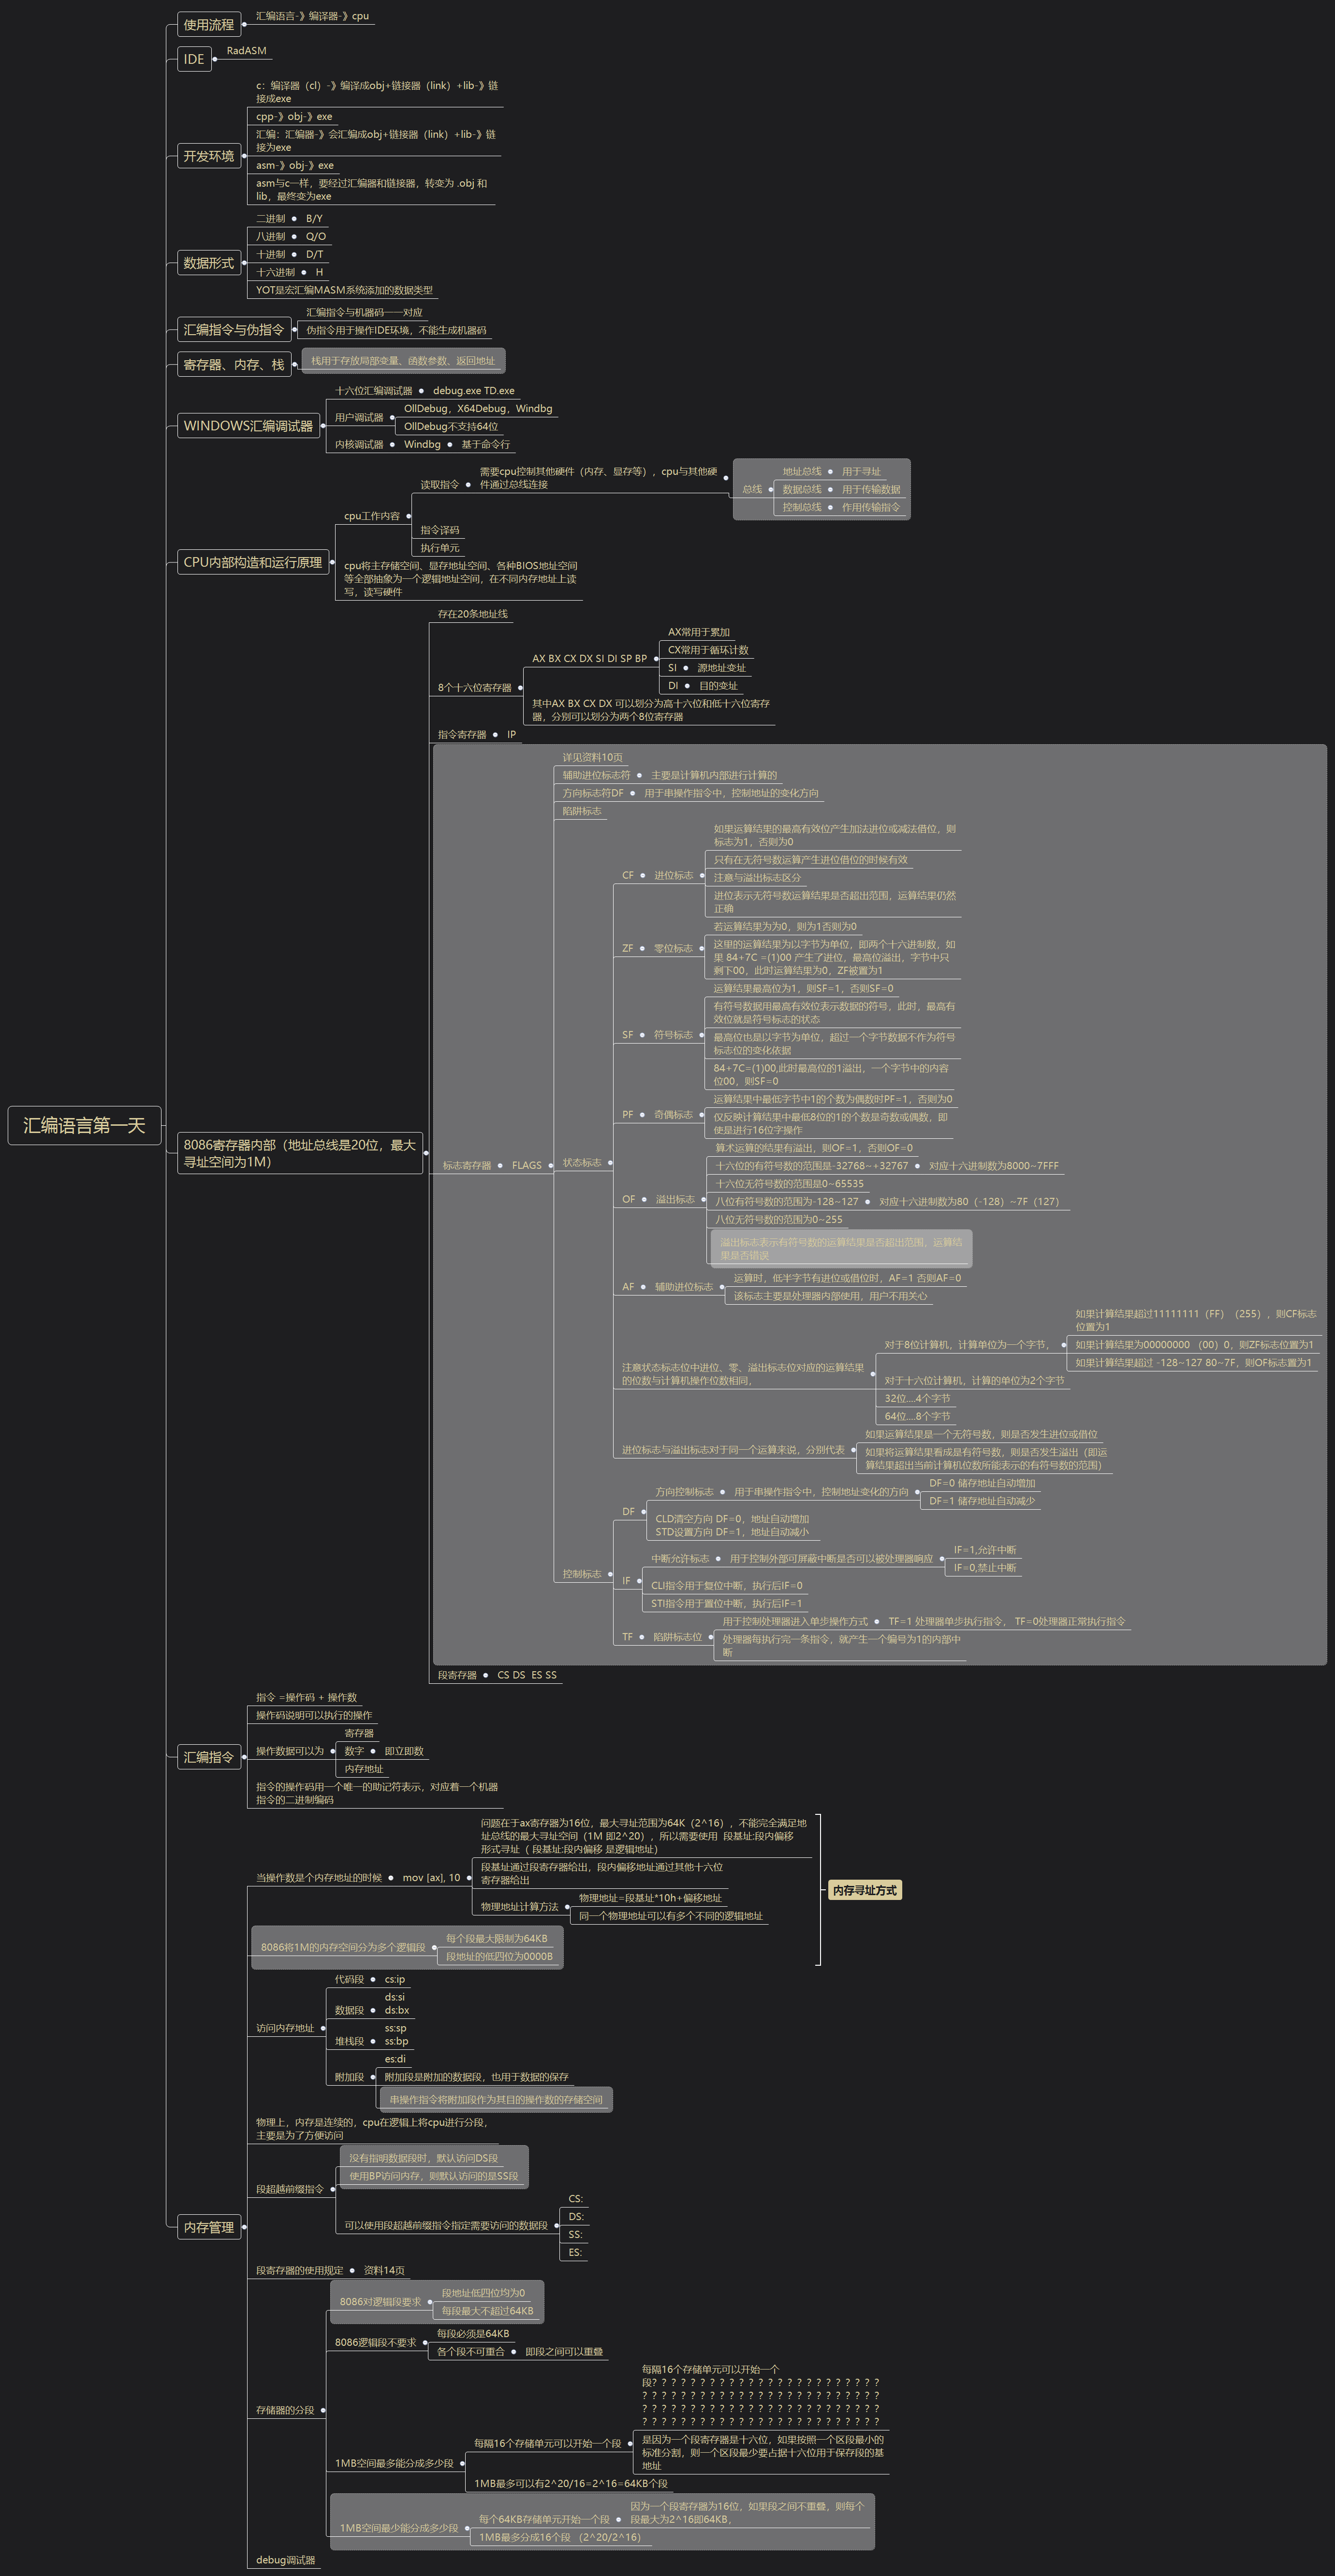 汇编语言第一天
使用流程
汇编语言-》编译器-》cpu
IDE
RadASM
开发环境
c：编译器（cl）-》编译成obj+链接器（link）+lib-》链
接成exe
cpp-》obj-》exe
汇编：汇编器-》会汇编成obj+链接器（link）+lib-》链
接为exe
asm-》obj-》exe
asm与c一样，要经过汇编器和链接器，转变为 .obj 和
lib，最终变为exe
数据形式
二进制
B/Y
八进制
Q/O
十进制
D/T
十六进制
H
YOT是宏汇编MASM系统添加的数据类型
汇编指令与伪指令
汇编指令与机器码一一对应
伪指令用于操作IDE环境，不能生成机器码
寄存器、内存、栈
栈用于存放局部变量、函数参数、返回地址
WINDOWS汇编调试器
十六位汇编调试器
debug.exe TD.exe
用户调试器
OllDebug，X64Debug，Windbg
OllDebug不支持64位
内核调试器
Windbg
基于命令行
CPU内部构造和运行原理
cpu工作内容
读取指令
需要cpu控制其他硬件（内存、显存等），cpu与其他硬
件通过总线连接
总线
地址总线
用于寻址
数据总线
用于传输数据
控制总线
作用传输指令
指令译码
执行单元
cpu将主存储空间、显存地址空间、各种BIOS地址空间
等全部抽象为一个逻辑地址空间，在不同内存地址上读
写，读写硬件
8086寄存器内部（地址总线是20位，最大
寻址空间为1M）
存在20条地址线
8个十六位寄存器
AX BX CX DX SI DI SP BP
AX常用于累加
CX常用于循环计数
SI
源地址变址
DI
目的变址
其中AX BX CX DX 可以划分为高十六位和低十六位寄存
器，分别可以划分为两个8位寄存器
指令寄存器
IP
标志寄存器
FLAGS
详见资料10页
辅助进位标志符
主要是计算机内部进行计算的
方向标志符DF
用于串操作指令中，控制地址的变化方向
陷阱标志
状态标志
CF
进位标志
如果运算结果的最高有效位产生加法进位或减法借位，则
标志为1，否则为0
只有在无符号数运算产生进位借位的时候有效
注意与溢出标志区分
进位表示无符号数运算结果是否超出范围，运算结果仍然
正确
ZF
零位标志
若运算结果为为0，则为1否则为0
这里的运算结果为以字节为单位，即两个十六进制数，如
果 84+7C =(1)00 产生了进位，最高位溢出，字节中只
剩下00，此时运算结果为0，ZF被置为1
SF
符号标志
运算结果最高位为1，则SF=1，否则SF=0
有符号数据用最高有效位表示数据的符号，此时，最高有
效位就是符号标志的状态
最高位也是以字节为单位，超过一个字节数据不作为符号
标志位的变化依据
84+7C=(1)00,此时最高位的1溢出，一个字节中的内容
位00，则SF=0
PF
奇偶标志
运算结果中最低字节中1的个数为偶数时PF=1，否则为0
仅反映计算结果中最低8位的1的个数是奇数或偶数，即
使是进行16位字操作
OF
溢出标志
算术运算的结果有溢出，则OF=1，否则OF=0
十六位的有符号数的范围是-32768~+32767
对应十六进制数为8000~7FFF
十六位无符号数的范围是0~65535
八位有符号数的范围为-128~127
对应十六进制数为80（-128）~7F（127）
八位无符号数的范围为0~255
溢出标志表示有符号数的运算结果是否超出范围，运算结
果是否错误
AF
辅助进位标志
运算时，低半字节有进位或借位时，AF=1 否则AF=0
该标志主要是处理器内部使用，用户不用关心
注意状态标志位中进位、零、溢出标志位对应的运算结果
的位数与计算机操作位数相同，
对于8位计算机，计算单位为一个字节，
如果计算结果超过11111111（FF）（255），则CF标志
位置为1
如果计算结果为00000000 （00）0，则ZF标志位置为1
如果计算结果超过 -128~127 80~7F，则OF标志置为1
对于十六位计算机，计算的单位为2个字节
32位....4个字节
64位....8个字节
进位标志与溢出标志对于同一个运算来说，分别代表
如果运算结果是一个无符号数，则是否发生进位或借位
如果将运算结果看成是有符号数，则是否发生溢出（即运
算结果超出当前计算机位数所能表示的有符号数的范围）
控制标志
DF
方向控制标志
用于串操作指令中，控制地址变化的方向
DF=0 储存地址自动增加
DF=1 储存地址自动减少
CLD清空方向 DF=0，地址自动增加
STD设置方向 DF=1，地址自动减小
IF
中断允许标志
用于控制外部可屏蔽中断是否可以被处理器响应
IF=1,允许中断
IF=0,禁止中断
CLI指令用于复位中断，执行后IF=0
STI指令用于置位中断，执行后IF=1
TF
陷阱标志位
用于控制处理器进入单步操作方式
TF=1 处理器单步执行指令， TF=0处理器正常执行指令
处理器每执行完一条指令，就产生一个编号为1的内部中
断
段寄存器
CS DS  ES SS
汇编指令
指令 =操作码 + 操作数
操作码说明可以执行的操作
操作数据可以为
寄存器
数字
即立即数
内存地址
指令的操作码用一个唯一的助记符表示，对应着一个机器
指令的二进制编码
内存管理
当操作数是个内存地址的时候
mov [ax], 10
问题在于ax寄存器为16位，最大寻址范围为64K（2^16），不能完全满足地
址总线的最大寻址空间（1M 即2^20），所以需要使用  段基址:段内偏移
形式寻址（ 段基址:段内偏移 是逻辑地址）
段基址通过段寄存器给出，段内偏移地址通过其他十六位
寄存器给出
物理地址计算方法
物理地址=段基址*10h+偏移地址
同一个物理地址可以有多个不同的逻辑地址
内存寻址方式
8086将1M的内存空间分为多个逻辑段
每个段最大限制为64KB
段地址的低四位为0000B
访问内存地址
代码段
cs:ip
数据段
ds:si
ds:bx
堆栈段
ss:sp
ss:bp
附加段
es:di
附加段是附加的数据段，也用于数据的保存
串操作指令将附加段作为其目的操作数的存储空间
物理上，内存是连续的，cpu在逻辑上将cpu进行分段，
主要是为了方便访问
段超越前缀指令
没有指明数据段时，默认访问DS段
使用BP访问内存，则默认访问的是SS段
可以使用段超越前缀指令指定需要访问的数据段
CS:
DS:
SS:
ES:
段寄存器的使用规定
资料14页
存储器的分段
8086对逻辑段要求
段地址低四位均为0
每段最大不超过64KB
8086逻辑段不要求
每段必须是64KB
各个段不可重合
即段之间可以重叠
1MB空间最多能分成多少段
每隔16个存储单元可以开始一个段
每隔16个存储单元可以开始一个
段？？？？？？？？？？？？？？？？？？？？？？？？
？？？？？？？？？？？？？？？？？？？？？？？？？
？？？？？？？？？？？？？？？？？？？？？？？？？
？？？？？？？？？？？？？？？？？？？？？？？？？
是因为一个段寄存器是十六位，如果按照一个区段最小的
标准分割，则一个区段最少要占据十六位用于保存段的基
地址
1MB最多可以有2^20/16=2^16=64KB个段
1MB空间最少能分成多少段
每个64KB存储单元开始一个段
因为一个段寄存器为16位，如果段之间不重叠，则每个
段最大为2^16即64KB，
1MB最多分成16个段 （2^20/2^16）
debug调试器